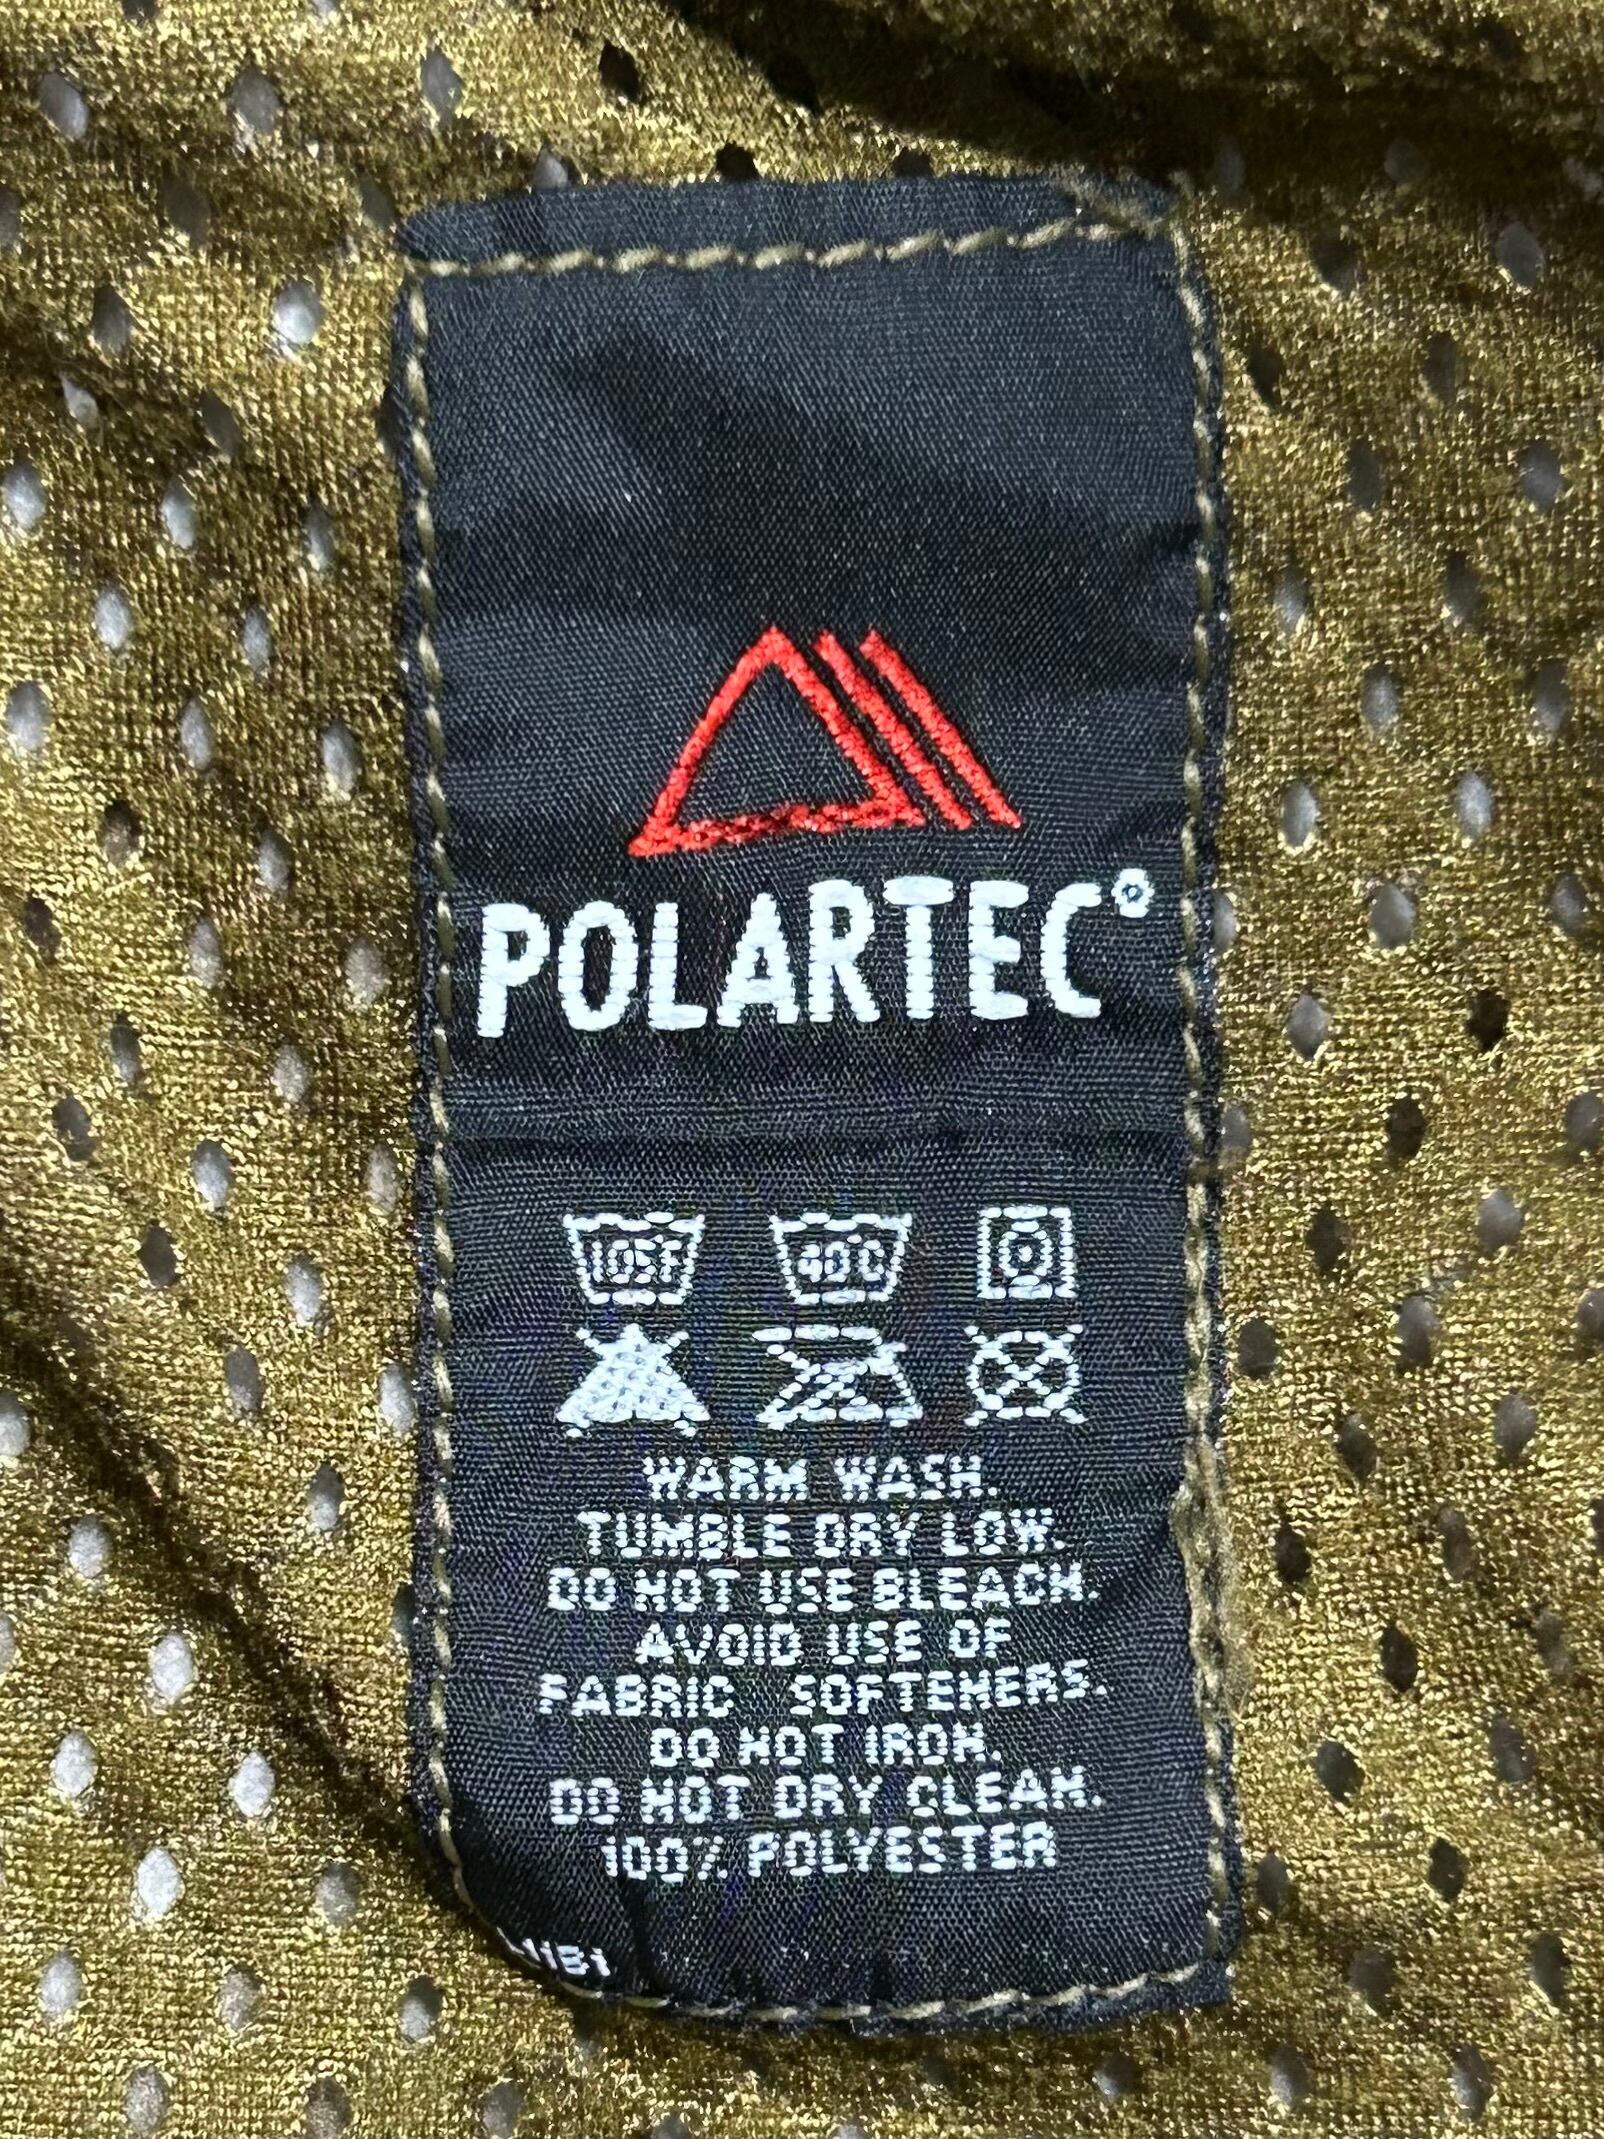 POLARTEC®
105F 40°C
WARM WASH.
TUMBLE DRY LOW.
DO NOT USE BLEACH.
AVOID USE OF
FABRIC SOFTENERS.
DO NOT IRON.
DO NOT DRY CLEAN.
100% POLYESTER